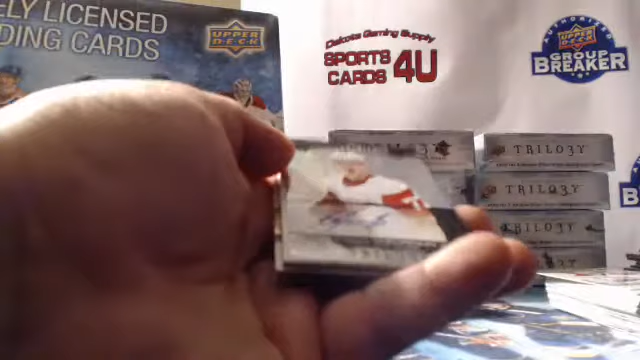 ELY LICENSED
DING CARDS
UPPER
DECK
Dakota Gaming Supply
SPORTS
CARDS 4U
AUTHORIZED
UPPER
DECK
GROUP
BREAKER
TRILOGY
TRILOGY
TRILOGY